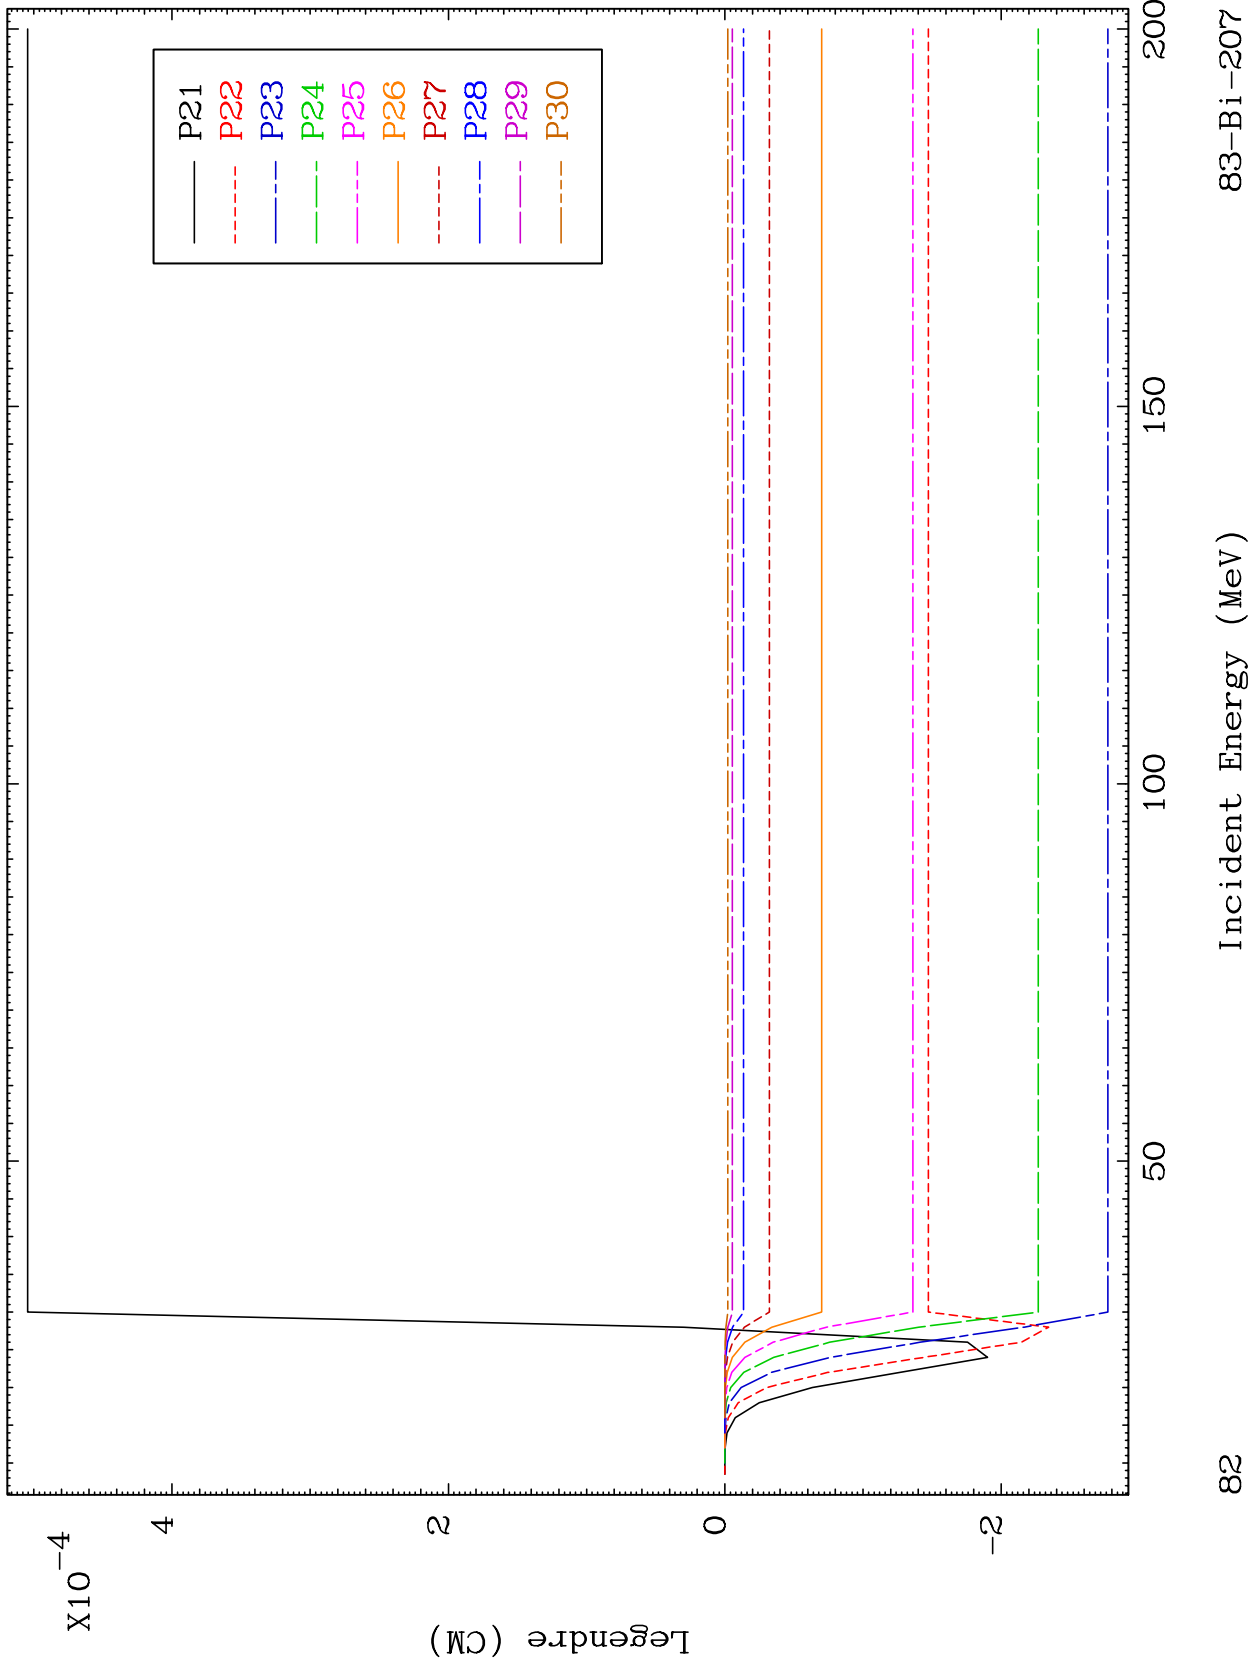 X10-4
4
2
0
-2
Legendre (CM)
P21
P22
P23
P24
P25
P26
P27
P28
P29
P30
50
100
150
200
Incident Energy (MeV)
82
83-Bi-207